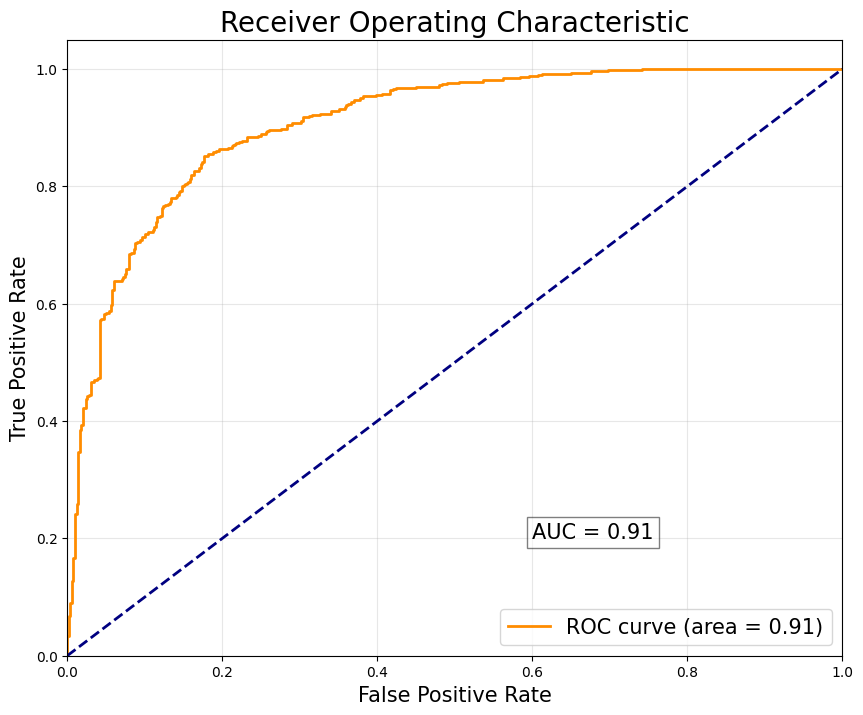 Receiver Operating Characteristic
True Positive Rate
1.0
0.8
0.6
0.4
0.2
0.0
AUC = 0.91
ROC curve (area = 0.91)
0.0 0.2 0.4 0.6 0.8 1.0
False Positive Rate